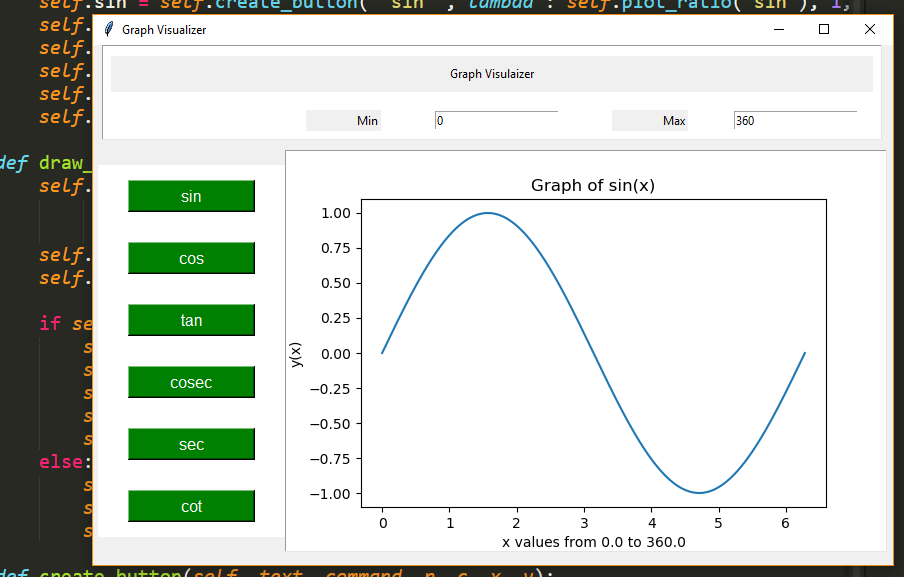 self.sin = self.create_button(" sin ", lambda : self.plot_ratio("sin"), 1,
self.
self.
self.
self.
self.
def draw_
self.
self.
self.
if se
s
s
s
s
s
else:
s
s
s
def create_button(self, text, command, r, c, x, y):
Graph Visualizer
Graph Visulaizer
Min 0 Max 360
sin
cos
tan
cosec
sec
cot
Graph of sin(x)
1.00
0.75
0.50
0.25
0.00
−0.25
−0.50
−0.75
−1.00
y(x)
0 1 2 3 4 5 6
x values from 0.0 to 360.0